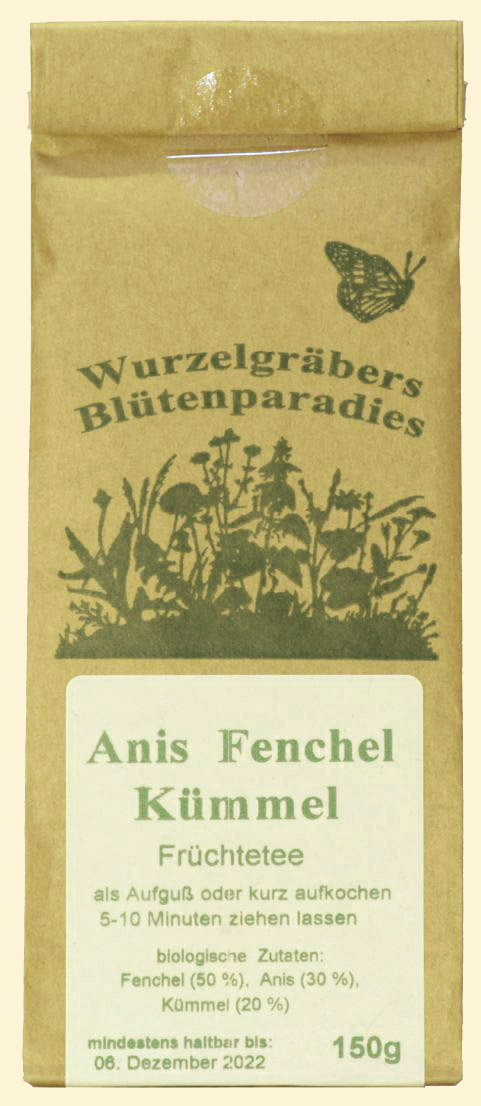 Wurzelgräbers
Blütenparadies
Anis Fenchel
Kümmel
Früchtetee
als Aufguß oder kurz aufkochen
5-10 Minuten ziehen lassen
biologische Zutaten:
Fenchel (50 %), Anis (30 %),
Kümmel (20 %)
mindestens haltbar bis:
06. Dezember 2022
150g